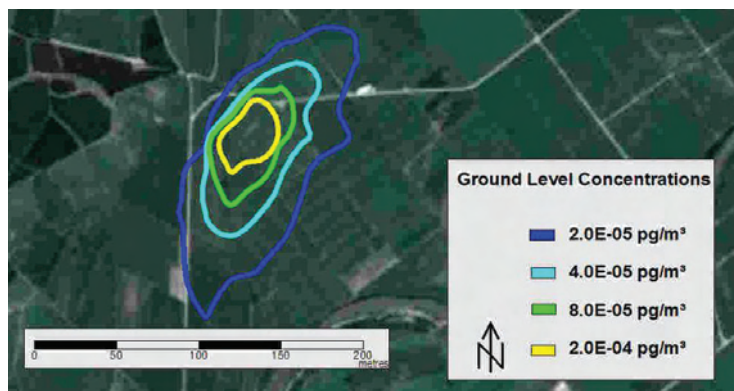 Ground Level Concentrations
2.0E-05 pg/m³
4.0E-05 pg/m³
8.0E-05 pg/m³
2.0E-04 pg/m³
N
0 50 100 150 200
metres